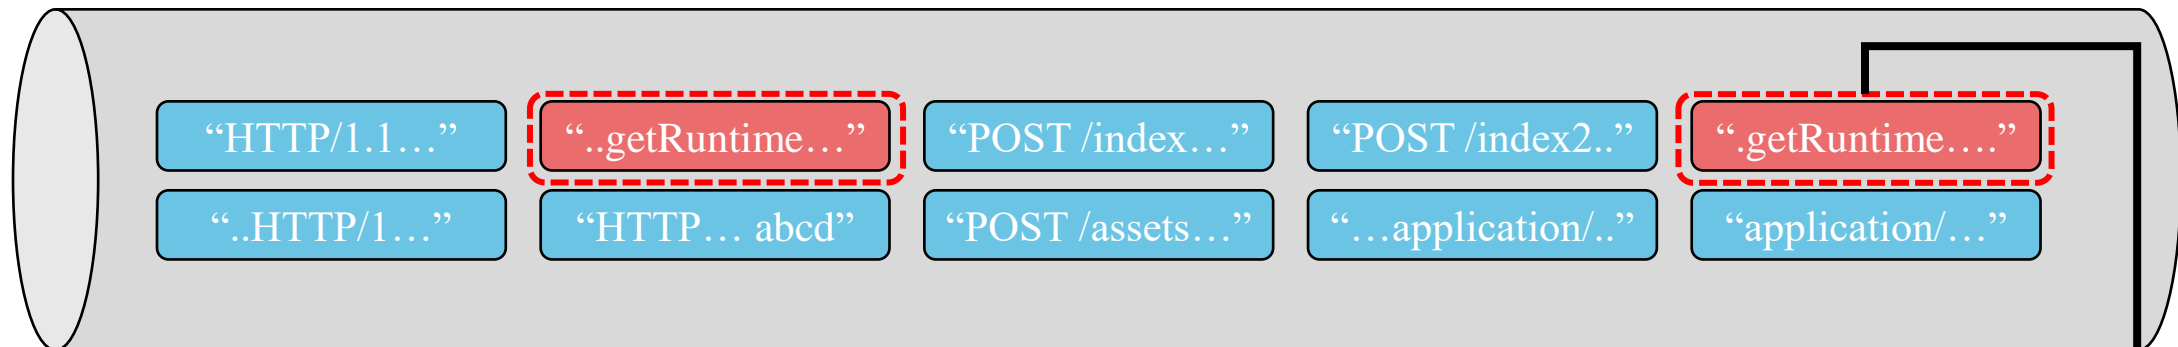 “HTTP/1.1…” “..getRuntime…” “POST /index…” “POST /index2..” “.getRuntime….”
“..HTTP/1…” “HTTP… abcd” “POST /assets…” “…application/..” “application/…”